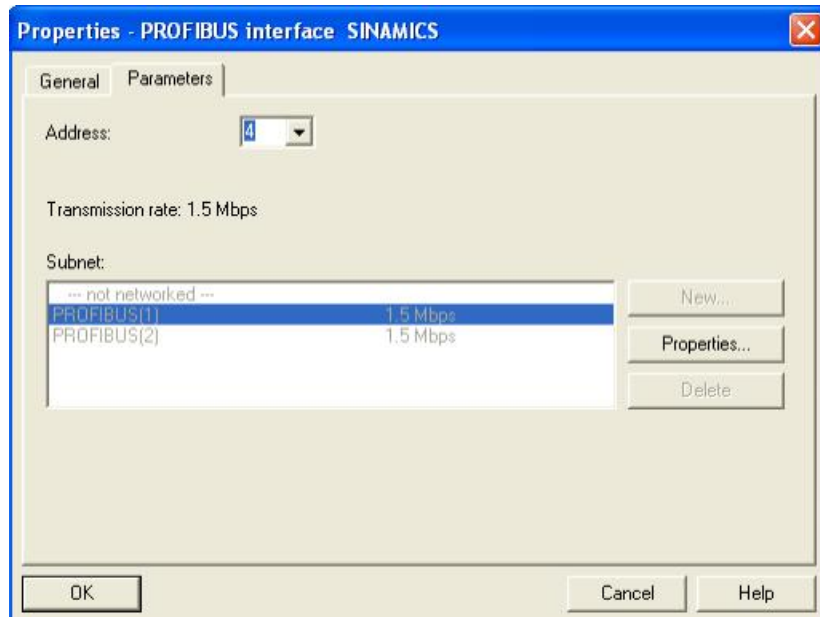 Properties - PROFIBUS interface SINAMICS
General Parameters
Address: 4
Transmission rate: 1.5 Mbps
Subnet:
--- not networked ---
PROFIBUS(1) 1.5 Mbps
PROFIBUS(2) 1.5 Mbps
New...
Properties...
Delete
OK Cancel Help